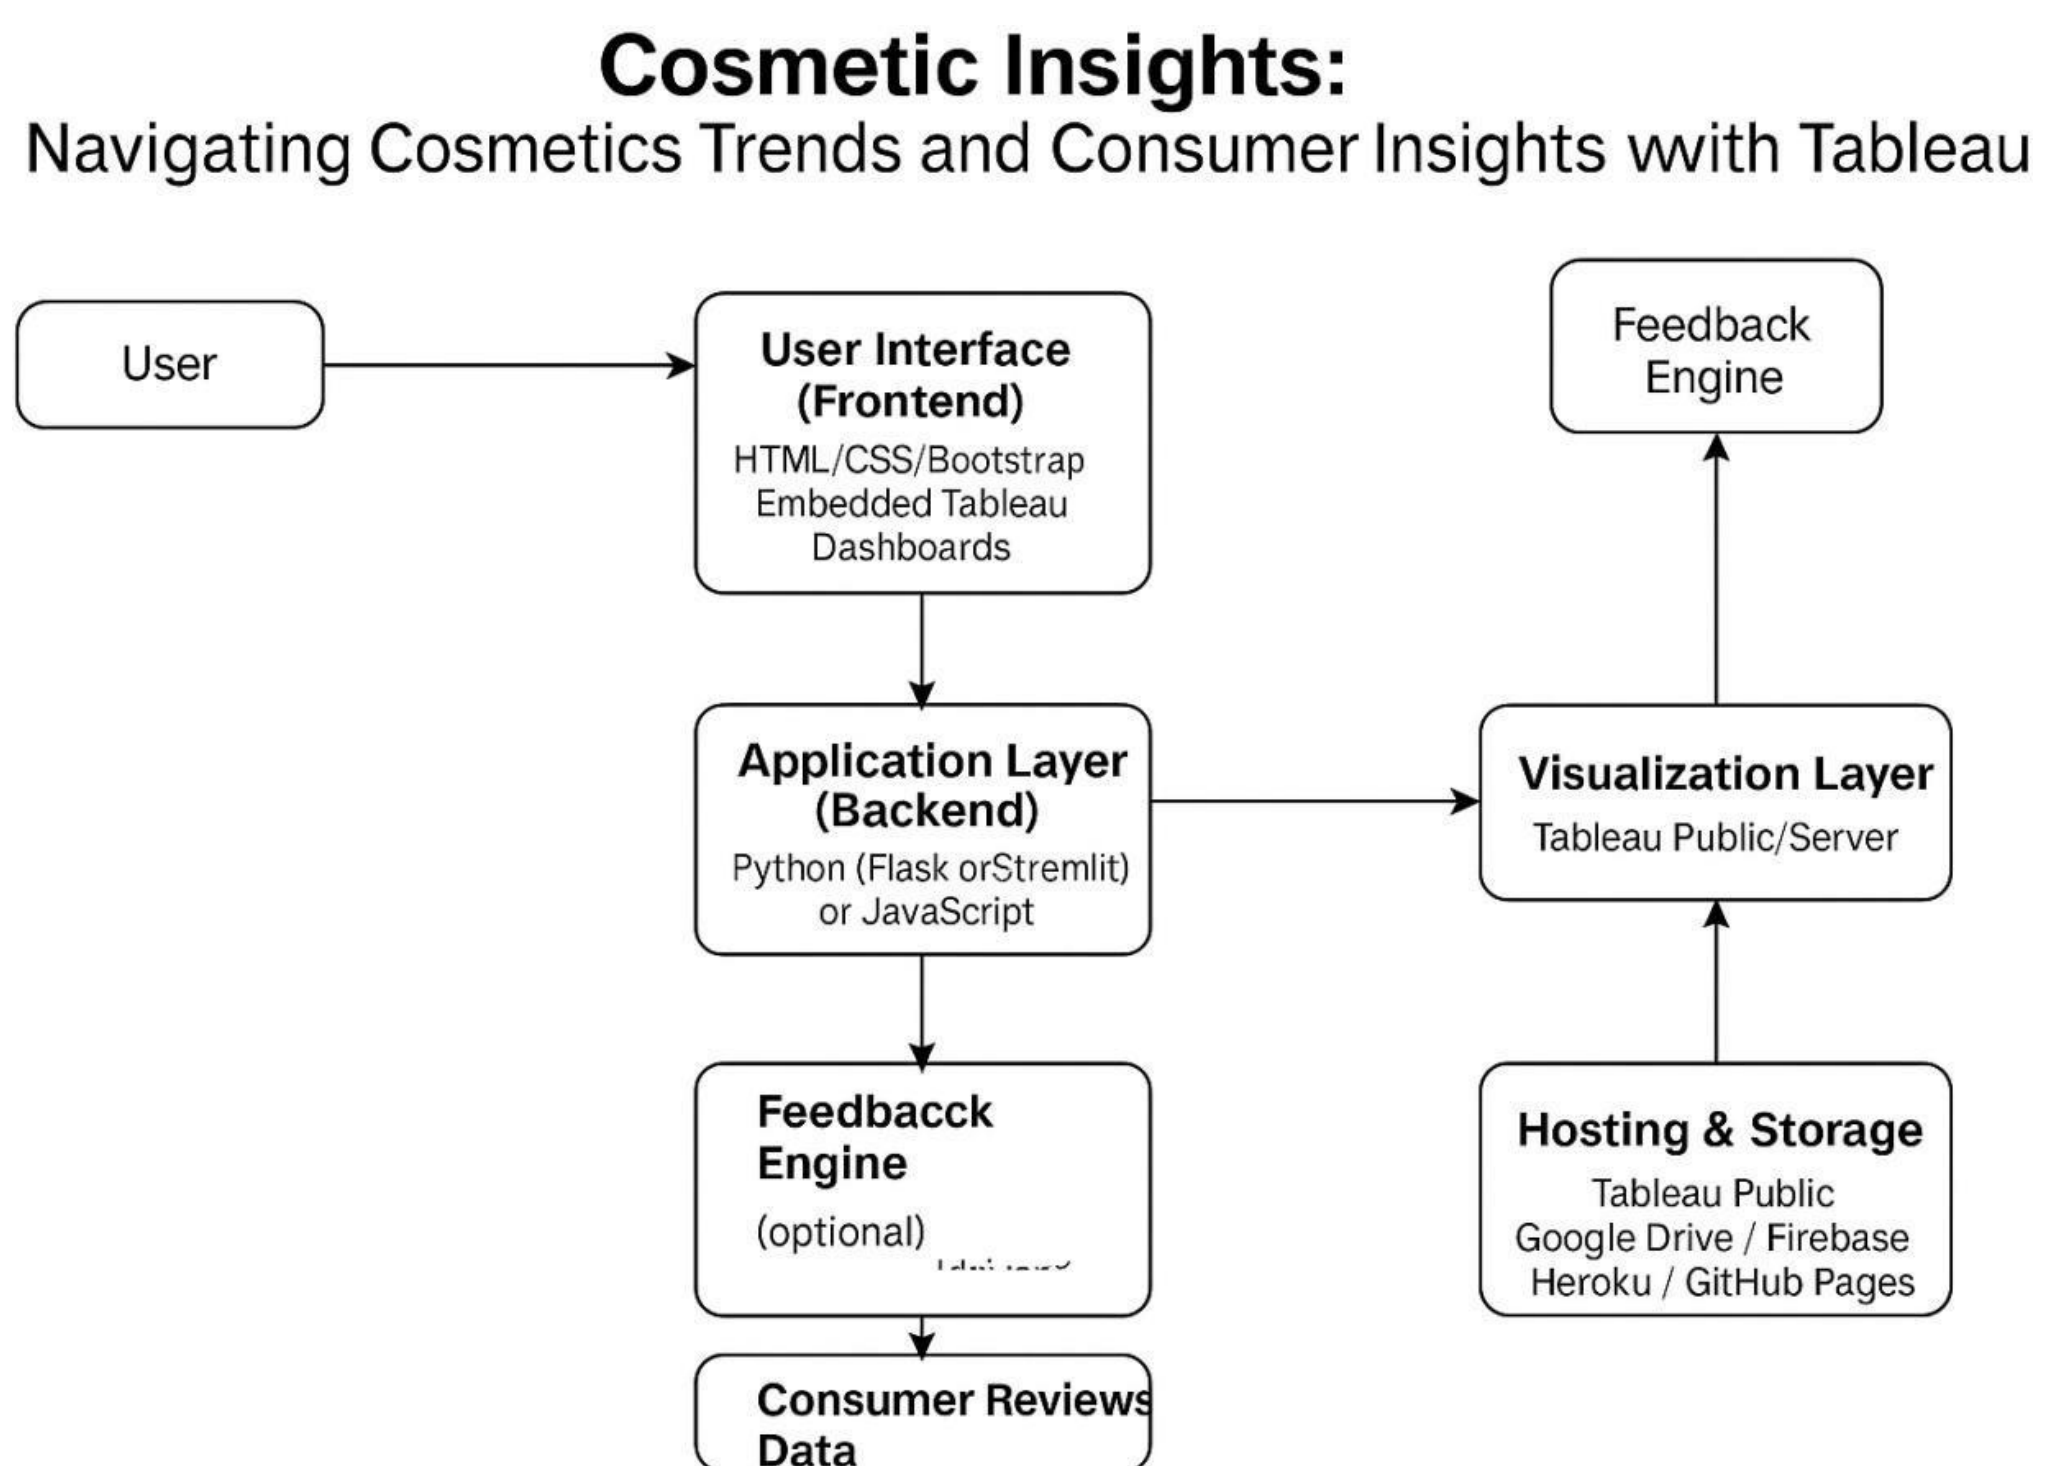 Cosmetic Insights:
Navigating Cosmetics Trends and Consumer Insights wwith Tableau
User
User Interface
(Frontend)
HTML/CSS/Bootstrap
Embedded Tableau
Dashboards
Feedback
Engine
Application Layer
(Backend)
Python (Flask orStremlit)
or JavaScript
Visualization Layer
Tableau Public/Server
Feedbacck
Engine
(optional)
Hosting & Storage
Tableau Public
Google Drive / Firebase
Heroku / GitHub Pages
Consumer Reviews
Data